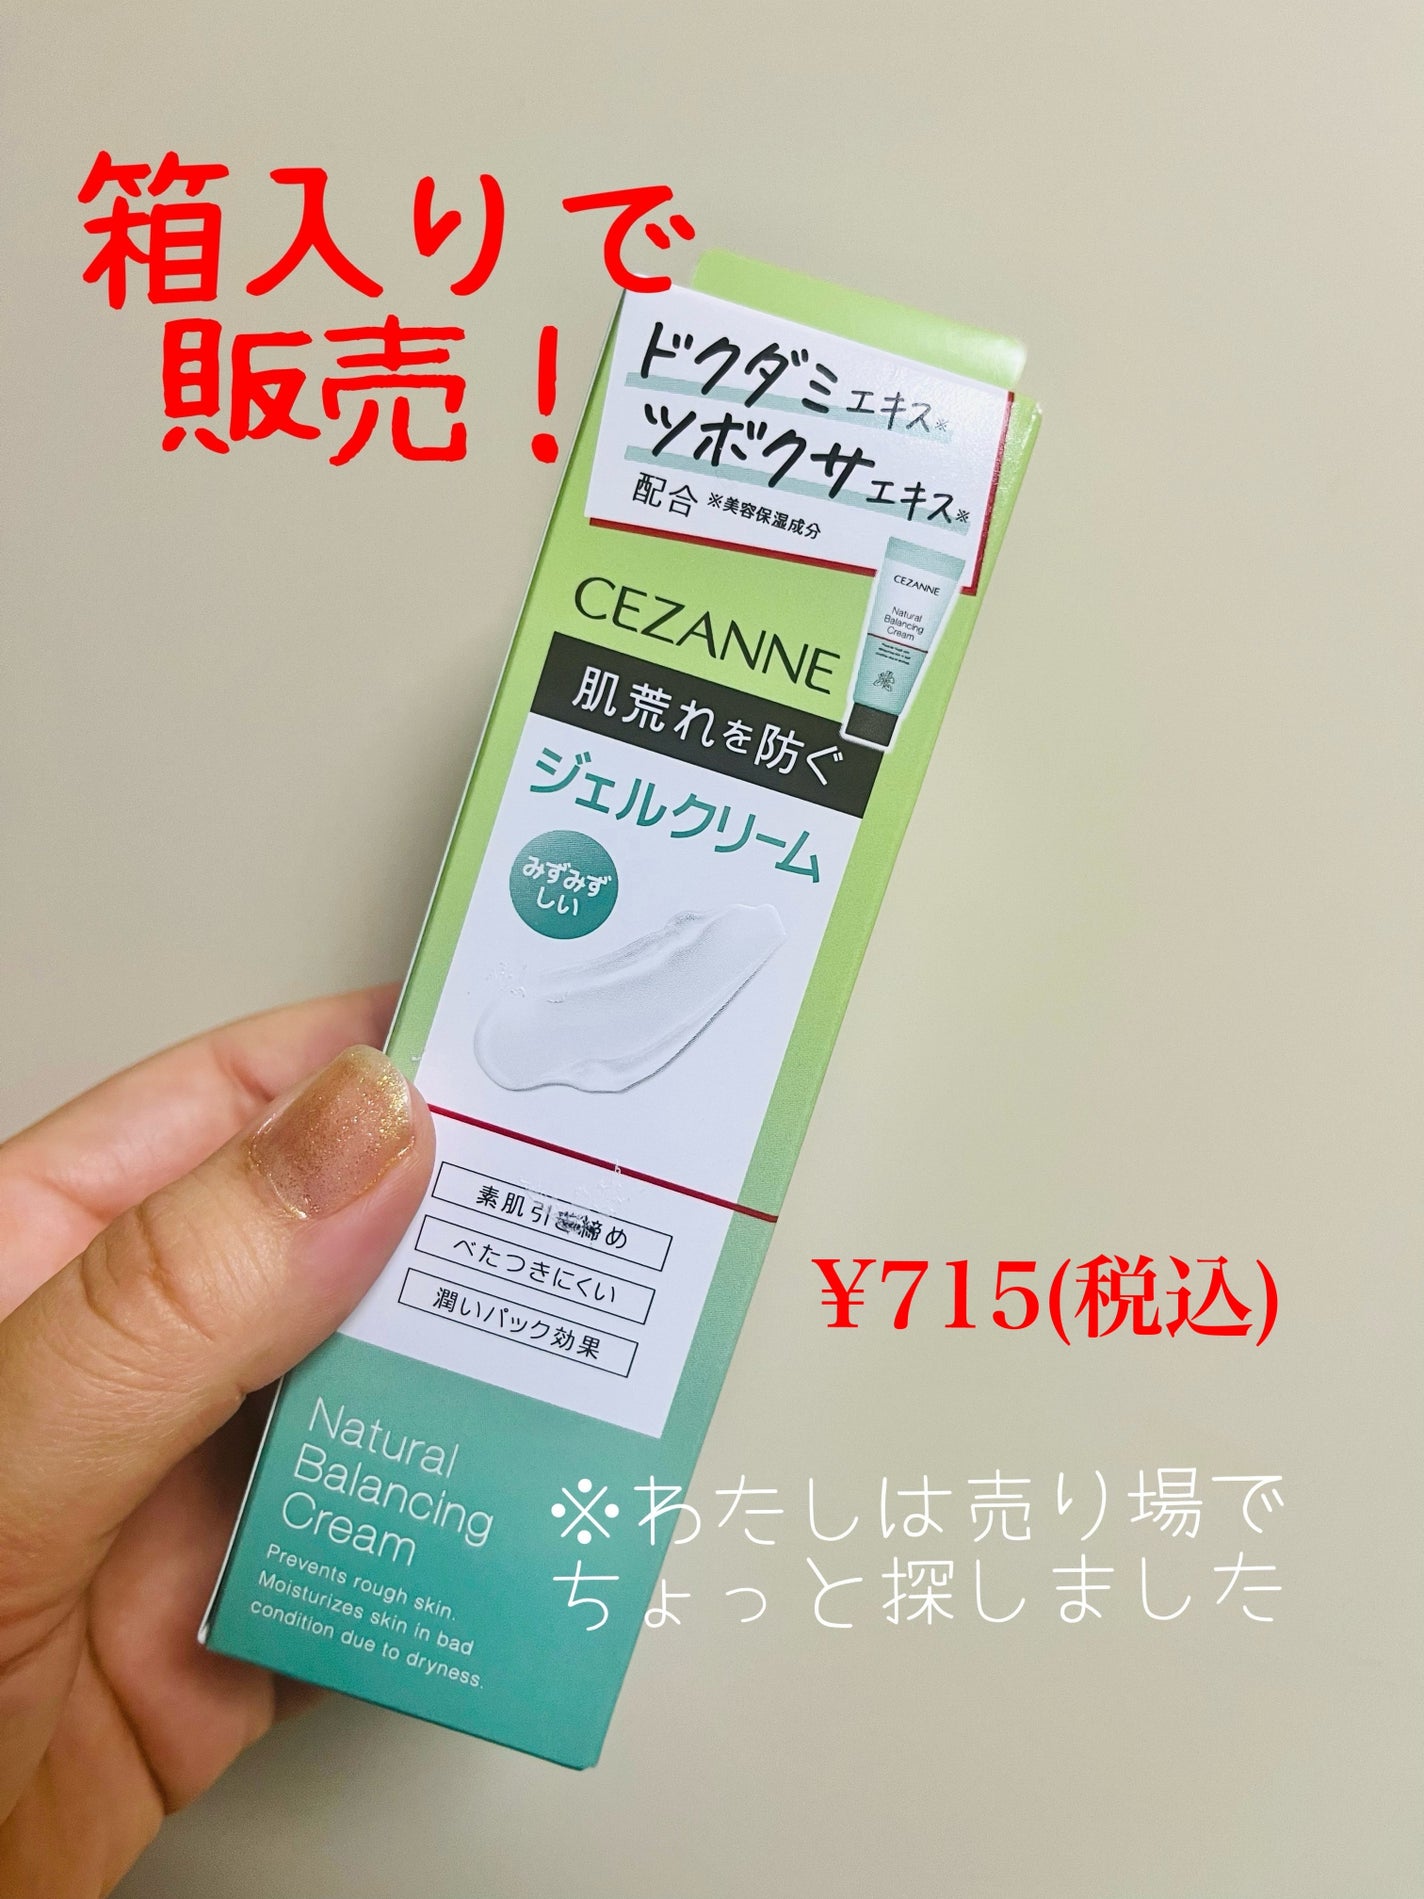 箱入りで
販売！
ドクダミエキス※
ツボクサエキス※
配合 ※美容保湿成分
CEZANNE
Natural
Balancing
Cream
CEZANNE
肌荒れを防ぐ
ジェルクリーム
みずみず
しい
素肌引き締め
べたつきにくい
潤いパック効果
¥715(税込)
Natural
Balancing
Cream
Prevents rough skin.
Moisturizes skin in bad
condition due to dryness.
※わたしは売り場で
ちょっと探しました